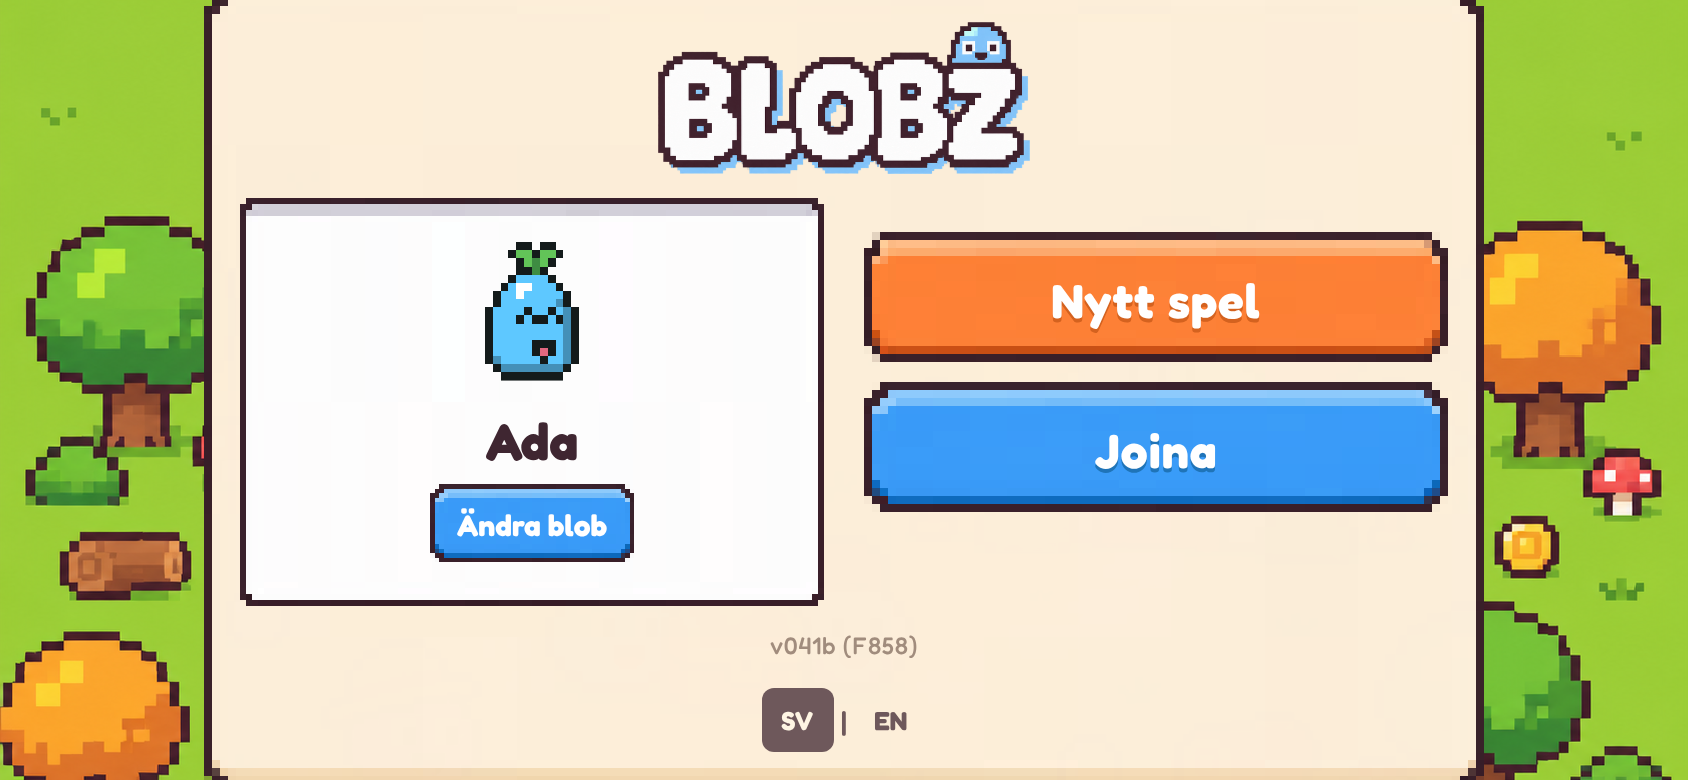 BLOBZ
Ada
Ändra blob
Nytt spel
Joina
v041b (F858)
SV | EN